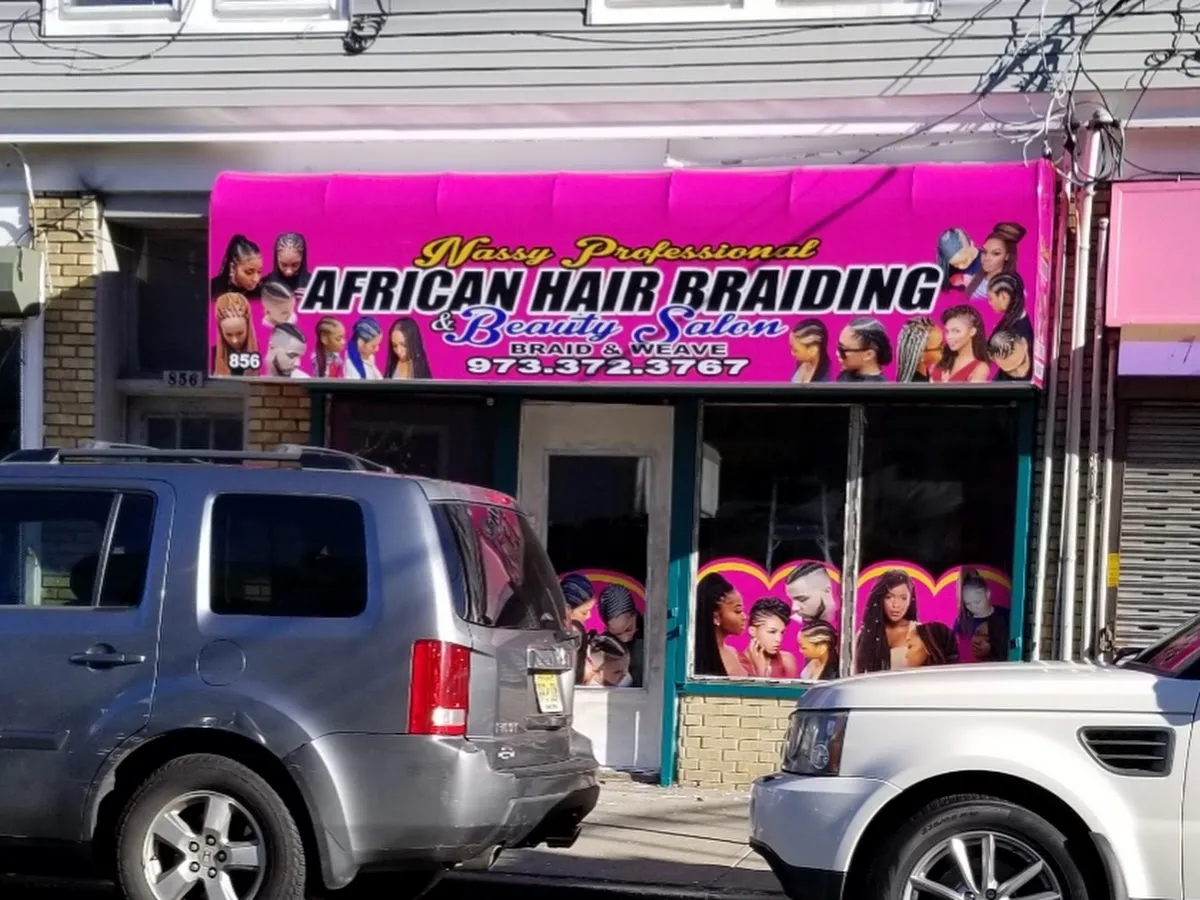 Nassy Professional
AFRICAN HAIR BRAIDING
& Beauty Salon
BRAID & WEAVE
973.372.3767
856
856